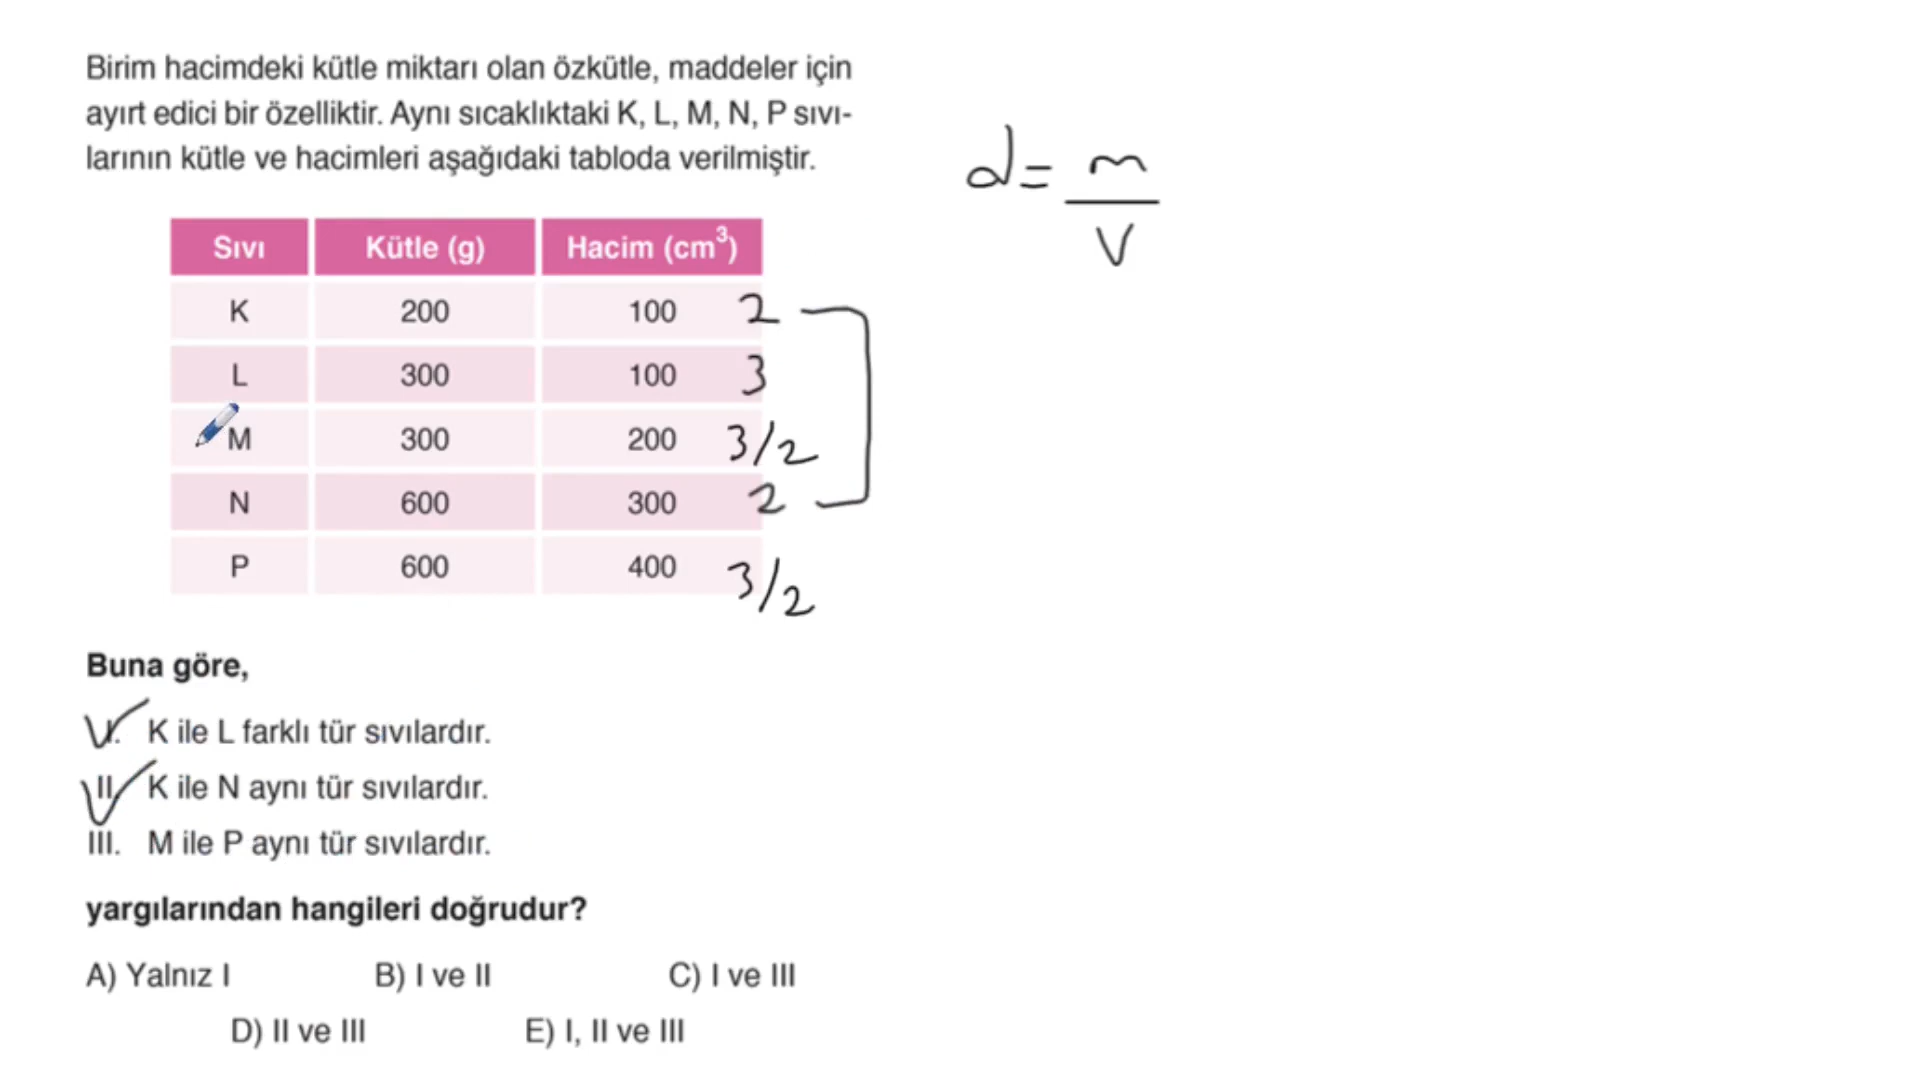 Birim hacimdeki kütle miktarı olan özkütle, maddeler için
ayırt edici bir özelliktir. Aynı sıcaklıktaki K, L, M, N, P sıvı-
larının kütle ve hacimleri aşağıdaki tabloda verilmiştir.
d = m / V
Sıvı Kütle (g) Hacim (cm³)
K 200 100 2
L 300 100 3
M 300 200 3/2
N 600 300 2
P 600 400 3/2
Buna göre,
I. K ile L farklı tür sıvılardır.
II. K ile N aynı tür sıvılardır.
III. M ile P aynı tür sıvılardır.
yargılarından hangileri doğrudur?
A) Yalnız I B) I ve II C) I ve III
D) II ve III E) I, II ve III